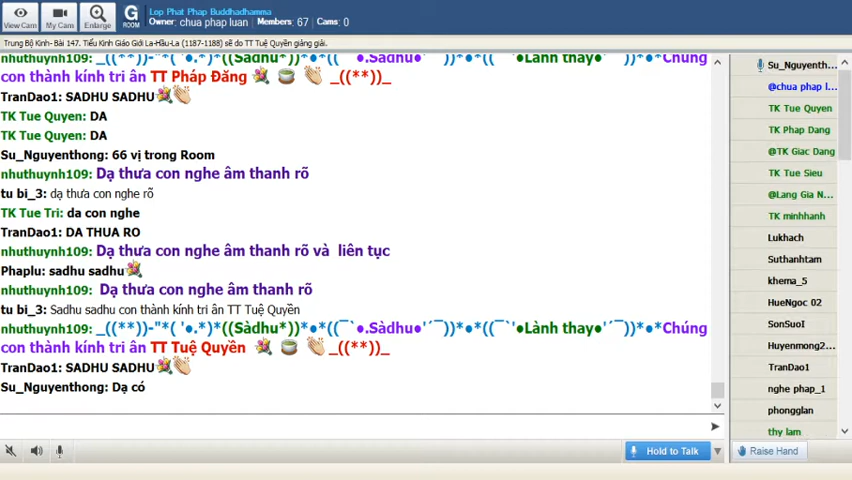 View Cam
My Cam
Enlarge
G
ROOM
Lop Phat Phap Buddhadhamma
Owner: chua phap luan Members: 67 Cams: 0
Trung Bộ Kinh- Bài 147. Tiểu Kinh Giáo Giới La-Hầu-La (1187-1188) sẽ do TT Tuệ Quyền giảng giải.
nhuthuynh109: _((**))-"*( '●.*)*((Sàdhu*))*●*((¯`●.Sàdhu●'´¯))*●*((¯`'●Lành thay●'´¯))*●*Chúng
con thành kính tri ân TT Pháp Đăng _((**))_
TranDao1: SADHU SADHU
TK Tue Quyen: DA
TK Tue Quyen: DA
Su_Nguyenthong: 66 vị trong Room
nhuthuynh109: Dạ thưa con nghe âm thanh rõ
tu bi_3: dạ thưa con nghe rõ
TK Tue Tri: da con nghe
TranDao1: DA THUA RO
nhuthuynh109: Dạ thưa con nghe âm thanh rõ và liên tục
Phaplu: sadhu sadhu
nhuthuynh109: Dạ thưa con nghe âm thanh rõ
tu bi_3: Sadhu sadhu con thành kính tri ân TT Tuệ Quyền
nhuthuynh109: _((**))-"*( '●.*)*((Sàdhu*))*●*((¯`●.Sàdhu●'´¯))*●*((¯`'●Lành thay●'´¯))*●*Chúng
con thành kính tri ân TT Tuệ Quyền _((**))_
TranDao1: SADHU SADHU
Su_Nguyenthong: Dạ có
Su_Nguyenth...
@chua phap l...
TK Tue Quyen
TK Phap Dang
@TK Giac Dang
TK Tue Sieu
@Lang Gia N...
TK minhhanh
Lukhach
Suthanhtam
khema_5
HueNgoc 02
SonSuoI
Huyenmong2...
TranDao1
nghe phap_1
phongglan
thy lam
Hold to Talk
Raise Hand